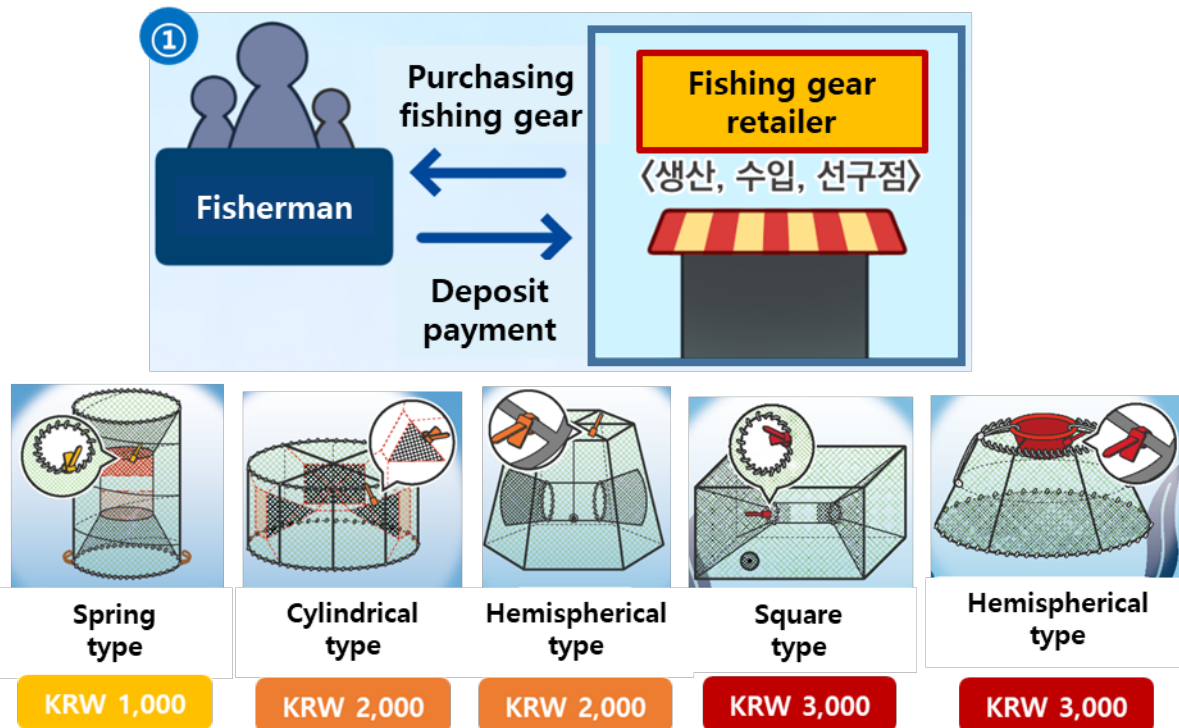 ①
Purchasing
fishing gear
Fishing gear
retailer
〈생산, 수입, 선구점〉
Fisherman
Deposit
payment
Spring
type
Cylindrical
type
Hemispherical
type
Square
type
Hemispherical
type
KRW 1,000
KRW 2,000
KRW 2,000
KRW 3,000
KRW 3,000